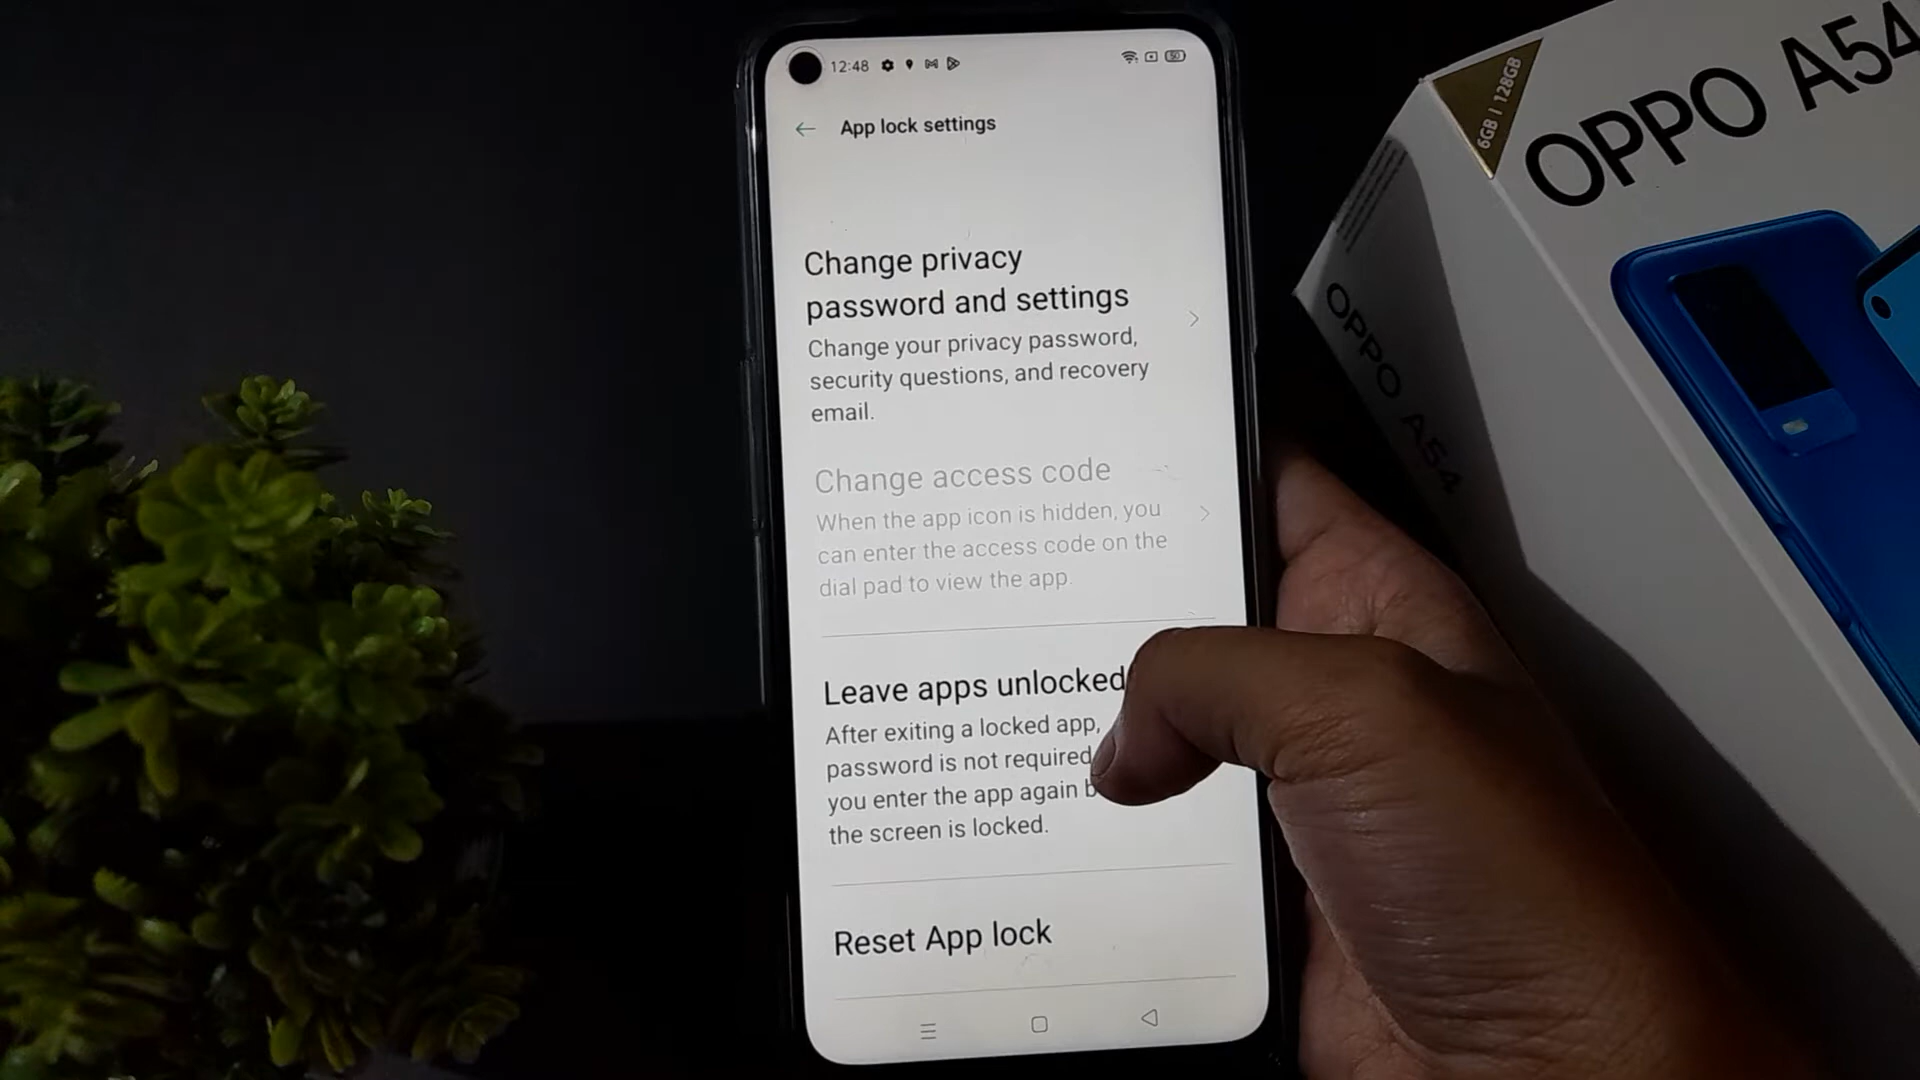 12:48
50
App lock settings
Change privacy
password and settings
Change your privacy password,
security questions, and recovery
email.
Change access code
When the app icon is hidden, you
can enter the access code on the
dial pad to view the app.
Leave apps unlocked
After exiting a locked app,
password is not required
you enter the app again b
the screen is locked.
Reset App lock
6GB | 128GB
OPPO A54
OPPO A54